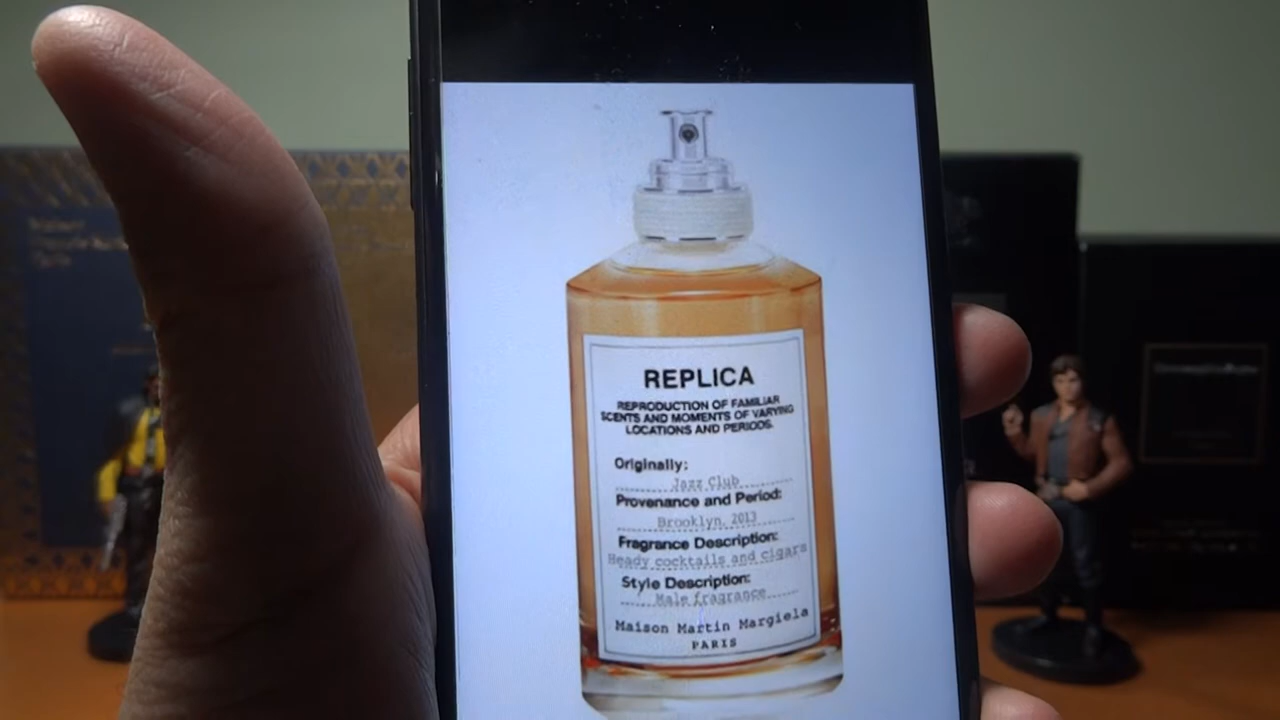 REPLICA
REPRODUCTION OF FAMILIAR
SCENTS AND MOMENTS OF VARYING
LOCATIONS AND PERIODS.
Originally:
Jazz Club
Provenance and Period:
Brooklyn, 2013
Fragrance Description:
Heady cocktails and cigars
Style Description:
Male fragrance
Maison Martin Margiela
PARIS